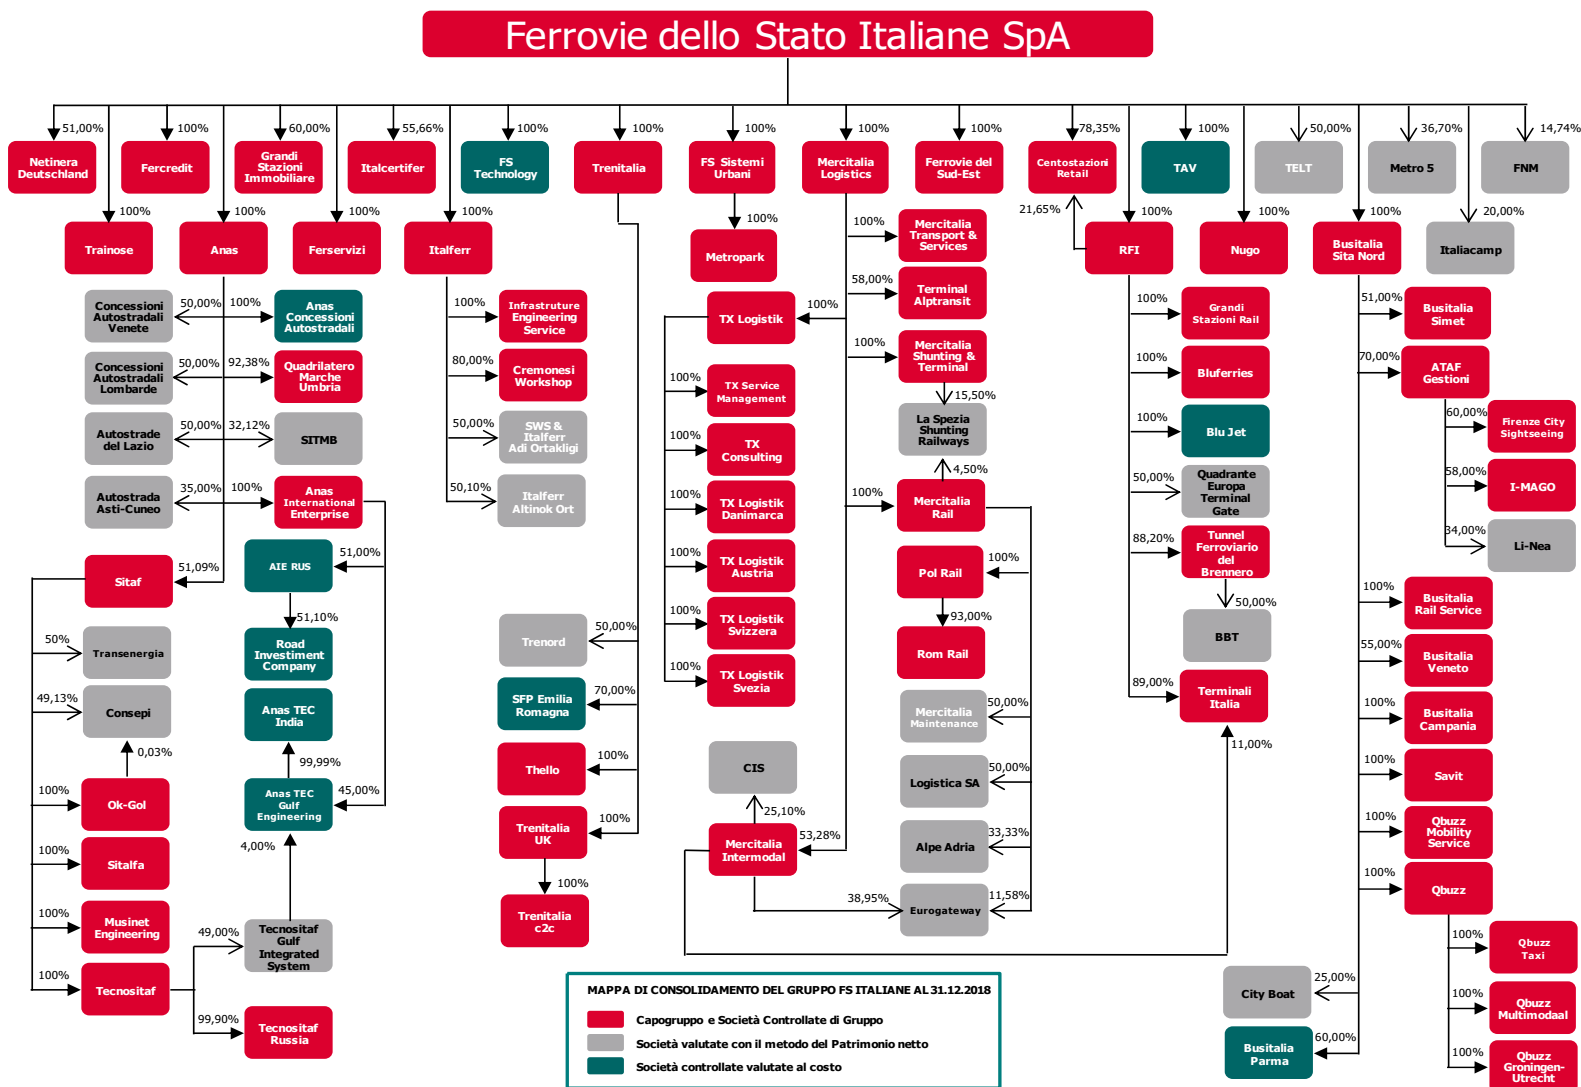 Ferrovie dello Stato Italiane SpA
51,00%
100%
60,00%
55,66%
100%
100%
100%
100%
100%
78,35%
100%
50,00%
36,70%
14,74%
Netinera
Deutschland
Fercredit
Grandi
Stazioni
Immobiliare
Italcertifer
FS
Technology
Trenitalia
FS Sistemi
Urbani
Mercitalia
Logistics
Ferrovie del
Sud-Est
Centostazioni
Retail
TAV
TELT
Metro 5
FNM
100%
100%
100%
100%
100%
21,65%
100%
100%
100%
20,00%
Trainose
Anas
Ferservizi
Italferr
Metropark
RFI
Nugo
Busitalia
Sita Nord
Italiacamp
Concessioni
Autostradali
Venete
50,00%
100%
Anas
Concessioni
Autostradali
Concessioni
Autostradali
Lombarde
50,00%
92,38%
Quadrilatero
Marche
Umbria
Autostrade
del Lazio
50,00%
32,12%
SITMB
Autostrada
Asti-Cuneo
35,00%
100%
Anas
International
Enterprise
Sitaf
51,09%
AIE RUS
51,00%
51,10%
Road
Investiment
Company
Anas TEC
India
99,99%
Anas TEC
Gulf
Engineering
45,00%
4,00%
50%
Transenergia
49,13%
Consepi
0,03%
100%
Ok-Gol
100%
Sitalfa
100%
Musinet
Engineering
100%
Tecnositaf
49,00%
Tecnositaf
Gulf
Integrated
System
99,90%
Tecnositaf
Russia
100%
Infrastruture
Engineering
Service
80,00%
Cremonesi
Workshop
50,00%
SWS &
Italferr
Adi Ortakligi
50,10%
Italferr
Altinok Ort
Trenord
50,00%
SFP Emilia
Romagna
70,00%
Thello
100%
Trenitalia
UK
100%
100%
Trenitalia
c2c
100%
Mercitalia
Transport &
Services
58,00%
Terminal
Alptransit
TX Logistik
100%
100%
Mercitalia
Shunting &
Terminal
15,50%
La Spezia
Shunting
Railways
4,50%
100%
Mercitalia
Rail
100%
TX Service
Management
100%
TX
Consulting
100%
TX Logistik
Danimarca
100%
TX Logistik
Austria
100%
TX Logistik
Svizzera
100%
TX Logistik
Svezia
Pol Rail
100%
93,00%
Rom Rail
Mercitalia
Maintenance
50,00%
Logistica SA
50,00%
Alpe Adria
33,33%
Eurogateway
11,58%
38,95%
CIS
25,10%
Mercitalia
Intermodal
53,28%
100%
Grandi
Stazioni Rail
100%
Bluferries
100%
Blu Jet
50,00%
Quadrante
Europa
Terminal
Gate
88,20%
Tunnel
Ferroviario
del
Brennero
50,00%
BBT
89,00%
Terminali
Italia
11,00%
51,00%
Busitalia
Simet
70,00%
ATAF
Gestioni
60,00%
Firenze City
Sightseeing
58,00%
I-MAGO
34,00%
Li-Nea
100%
Busitalia
Rail Service
55,00%
Busitalia
Veneto
100%
Busitalia
Campania
100%
Savit
100%
Qbuzz
Mobility
Service
100%
Qbuzz
100%
Qbuzz
Taxi
100%
Qbuzz
Multimodaal
100%
Qbuzz
Groningen-
Utrecht
City Boat
25,00%
Busitalia
Parma
60,00%
MAPPA DI CONSOLIDAMENTO DEL GRUPPO FS ITALIANE AL 31.12.2018
Capogruppo e Società Controllate di Gruppo
Società valutate con il metodo del Patrimonio netto
Società controllate valutate al costo